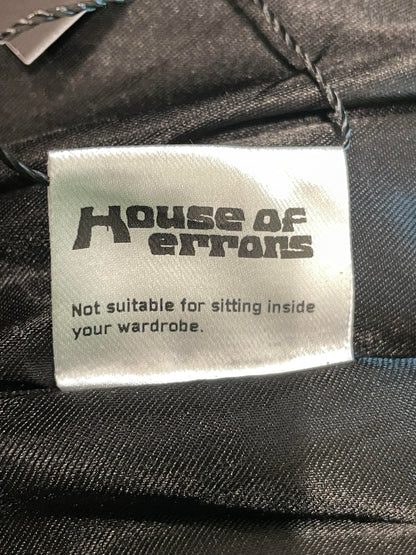 House of
errors
Not suitable for sitting inside
your wardrobe.